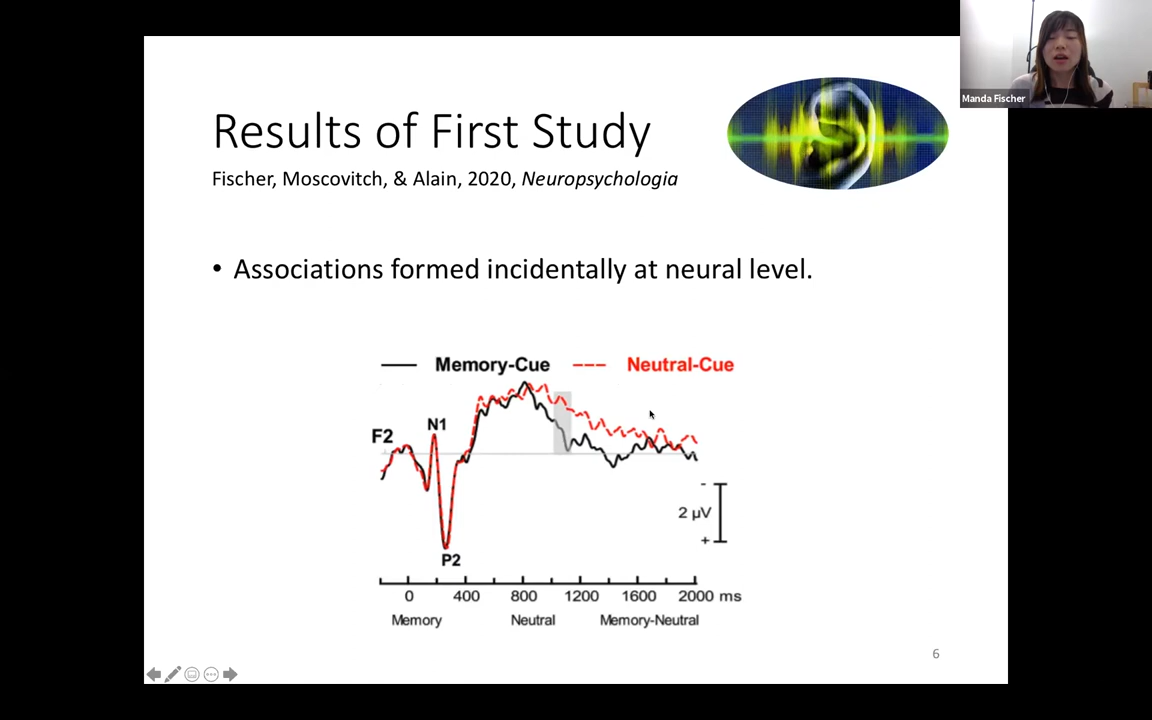 Manda Fischer
Results of First Study
Fischer, Moscovitch, & Alain, 2020, Neuropsychologia
• Associations formed incidentally at neural level.
Memory-Cue Neutral-Cue
F2
N1
P2
-
2 µV
+
0 400 800 1200 1600 2000 ms
Memory Neutral Memory-Neutral
6